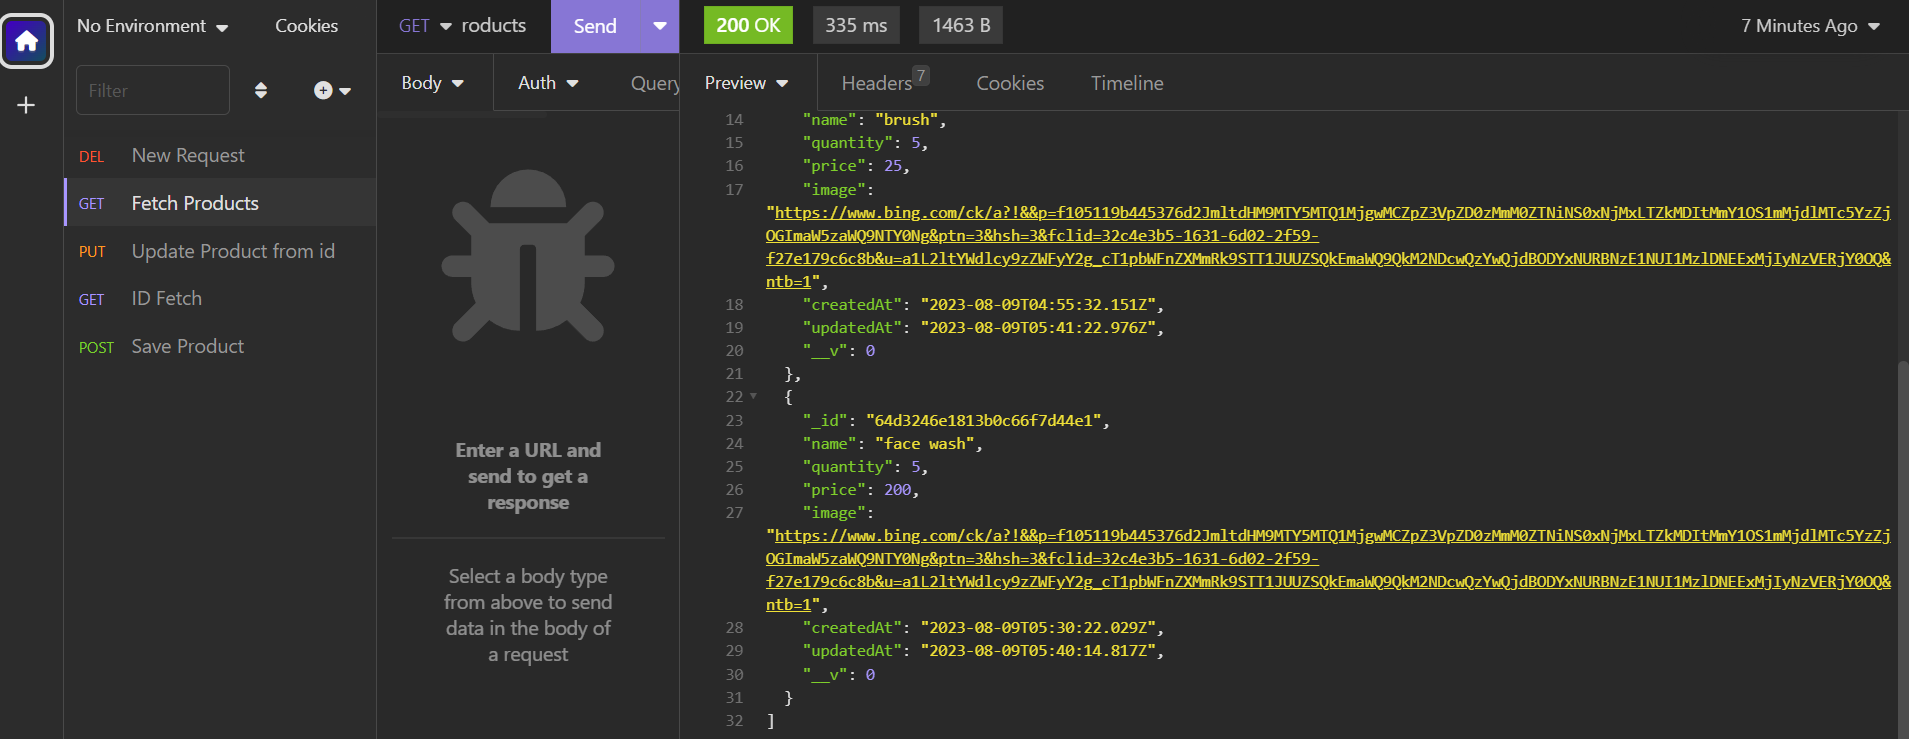 No Environment
Cookies
Filter
DEL New Request
GET Fetch Products
PUT Update Product from id
GET ID Fetch
POST Save Product
GET roducts
Send
Body
Auth
Query
Enter a URL and
send to get a
response
Select a body type
from above to send
data in the body of
a request
200 OK
335 ms
1463 B
7 Minutes Ago
Preview
Headers 7
Cookies
Timeline
14 "name": "brush",
15 "quantity": 5,
16 "price": 25,
17 "image":
"https://www.bing.com/ck/a?!&&p=f105119b445376d2JmltdHM9MTY5MTQ1MjgwMCZpZ3VpZD0zMmM0ZTNiNS0xNjMxLTZkMDItMmY1OS1mMjdlMTc5YzZj
OGImaW5zaWQ9NTY0Ng&ptn=3&hsh=3&fclid=32c4e3b5-1631-6d02-2f59-
f27e179c6c8b&u=a1L2ltYWdlcy9zZWFyY2g_cT1pbWFnZXMmRk9STT1JUUZSQkEmaWQ9QkM2NDcwQzYwQjdBODYxNURBNzE1NUI1MzlDNEExMjIyNzVERjY0OQ&
ntb=1",
18 "createdAt": "2023-08-09T04:55:32.151Z",
19 "updatedAt": "2023-08-09T05:41:22.976Z",
20 "__v": 0
21 },
22 {
23 "_id": "64d3246e1813b0c66f7d44e1",
24 "name": "face wash",
25 "quantity": 5,
26 "price": 200,
27 "image":
"https://www.bing.com/ck/a?!&&p=f105119b445376d2JmltdHM9MTY5MTQ1MjgwMCZpZ3VpZD0zMmM0ZTNiNS0xNjMxLTZkMDItMmY1OS1mMjdlMTc5YzZj
OGImaW5zaWQ9NTY0Ng&ptn=3&hsh=3&fclid=32c4e3b5-1631-6d02-2f59-
f27e179c6c8b&u=a1L2ltYWdlcy9zZWFyY2g_cT1pbWFnZXMmRk9STT1JUUZSQkEmaWQ9QkM2NDcwQzYwQjdBODYxNURBNzE1NUI1MzlDNEExMjIyNzVERjY0OQ&
ntb=1",
28 "createdAt": "2023-08-09T05:30:22.029Z",
29 "updatedAt": "2023-08-09T05:40:14.817Z",
30 "__v": 0
31 }
32 ]